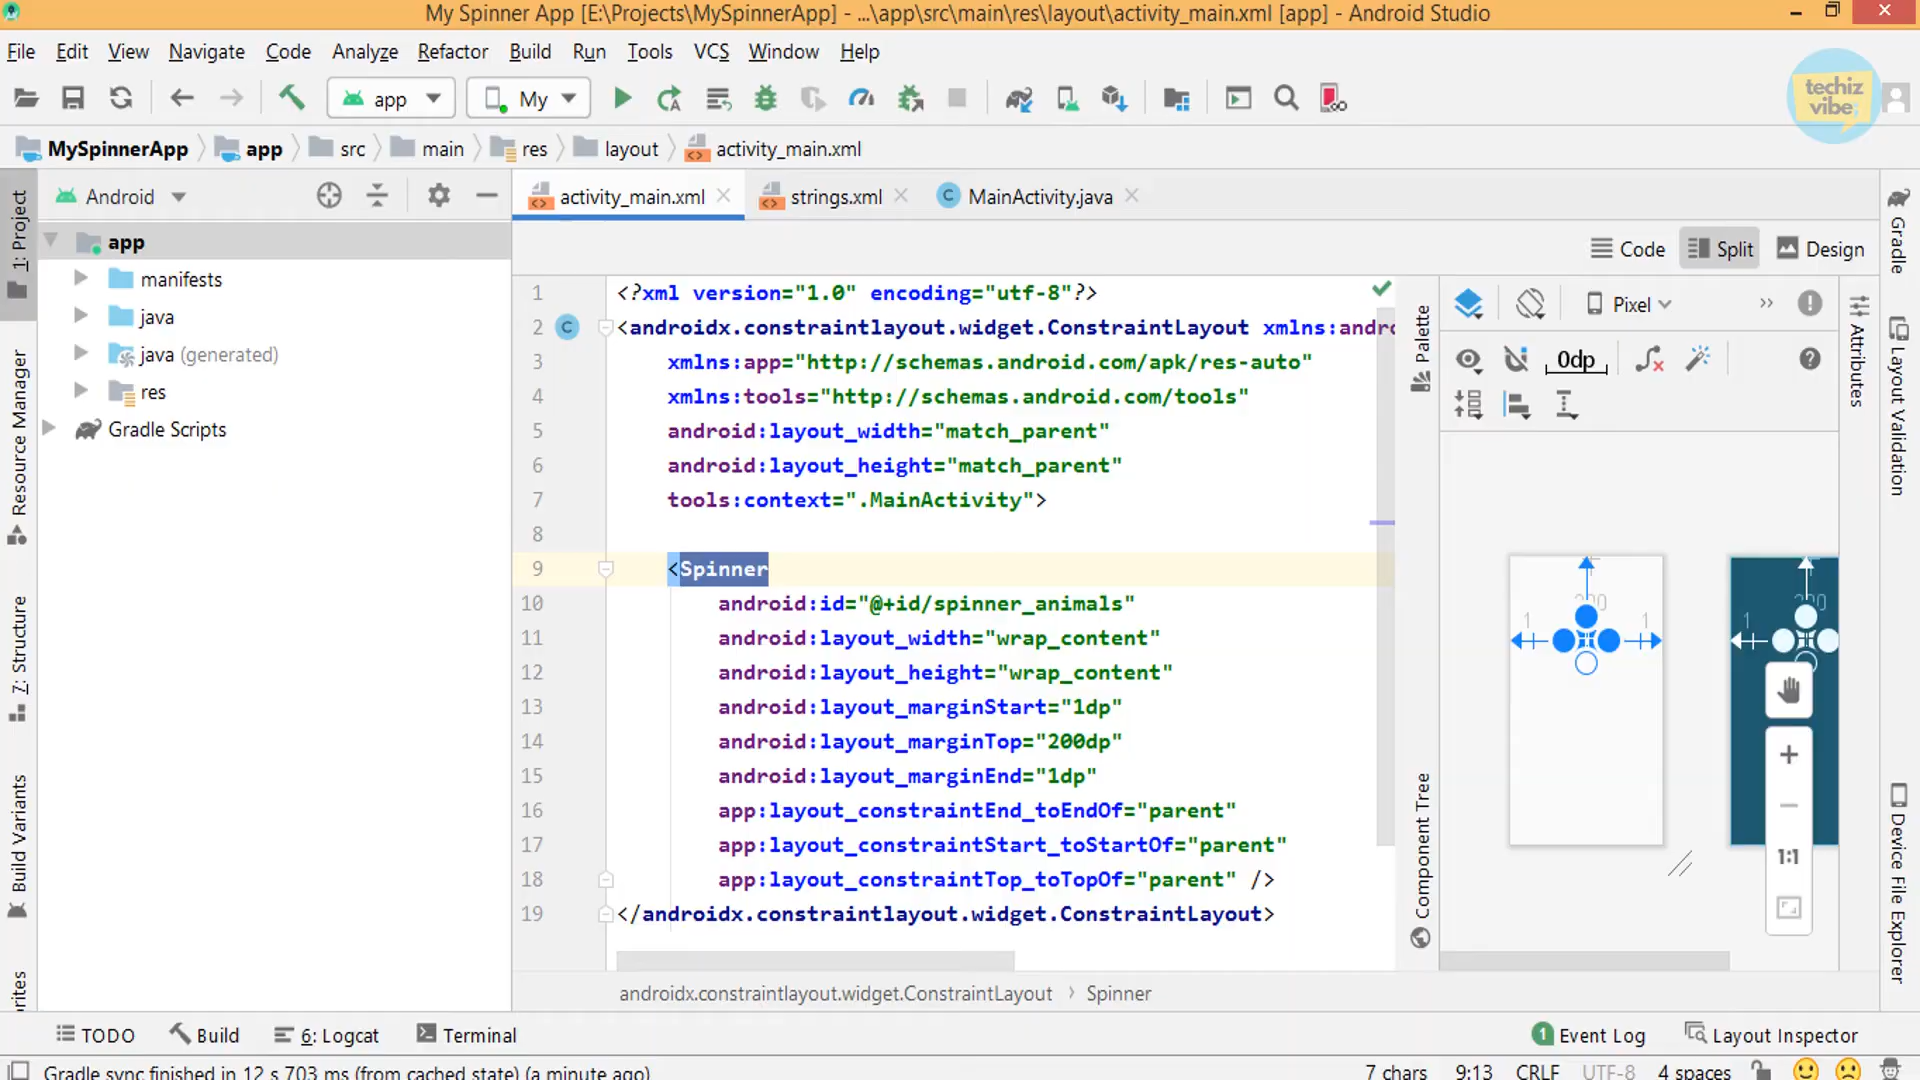 My Spinner App [E:\Projects\MySpinnerApp] - ...\app\src\main\res\layout\activity_main.xml [app] - Android Studio
File Edit View Navigate Code Analyze Refactor Build Run Tools VCS Window Help
app My
techiz
vibe;
MySpinnerApp app src main res layout activity_main.xml
Android
activity_main.xml strings.xml MainActivity.java
Code Split Design
1: Project
Resource Manager
7: Structure
Build Variants
app
manifests
java
java (generated)
res
Gradle Scripts
1 <?xml version="1.0" encoding="utf-8"?>
2 <androidx.constraintlayout.widget.ConstraintLayout xmlns:andro
3 xmlns:app="http://schemas.android.com/apk/res-auto"
4 xmlns:tools="http://schemas.android.com/tools"
5 android:layout_width="match_parent"
6 android:layout_height="match_parent"
7 tools:context=".MainActivity">
8
9 <Spinner
10 android:id="@+id/spinner_animals"
11 android:layout_width="wrap_content"
12 android:layout_height="wrap_content"
13 android:layout_marginStart="1dp"
14 android:layout_marginTop="200dp"
15 android:layout_marginEnd="1dp"
16 app:layout_constraintEnd_toEndOf="parent"
17 app:layout_constraintStart_toStartOf="parent"
18 app:layout_constraintTop_toTopOf="parent" />
19 </androidx.constraintlayout.widget.ConstraintLayout>
androidx.constraintlayout.widget.ConstraintLayout › Spinner
Palette
Component Tree
Pixel
0dp
1 1
1
1:1
Attributes
Gradle
Layout Validation
Device File Explorer
TODO Build 6: Logcat Terminal
1 Event Log Layout Inspector
Gradle sync finished in 12 s 703 ms (from cached state) (a minute ago)
7 chars 9:13 CRLF UTF-8 4 spaces